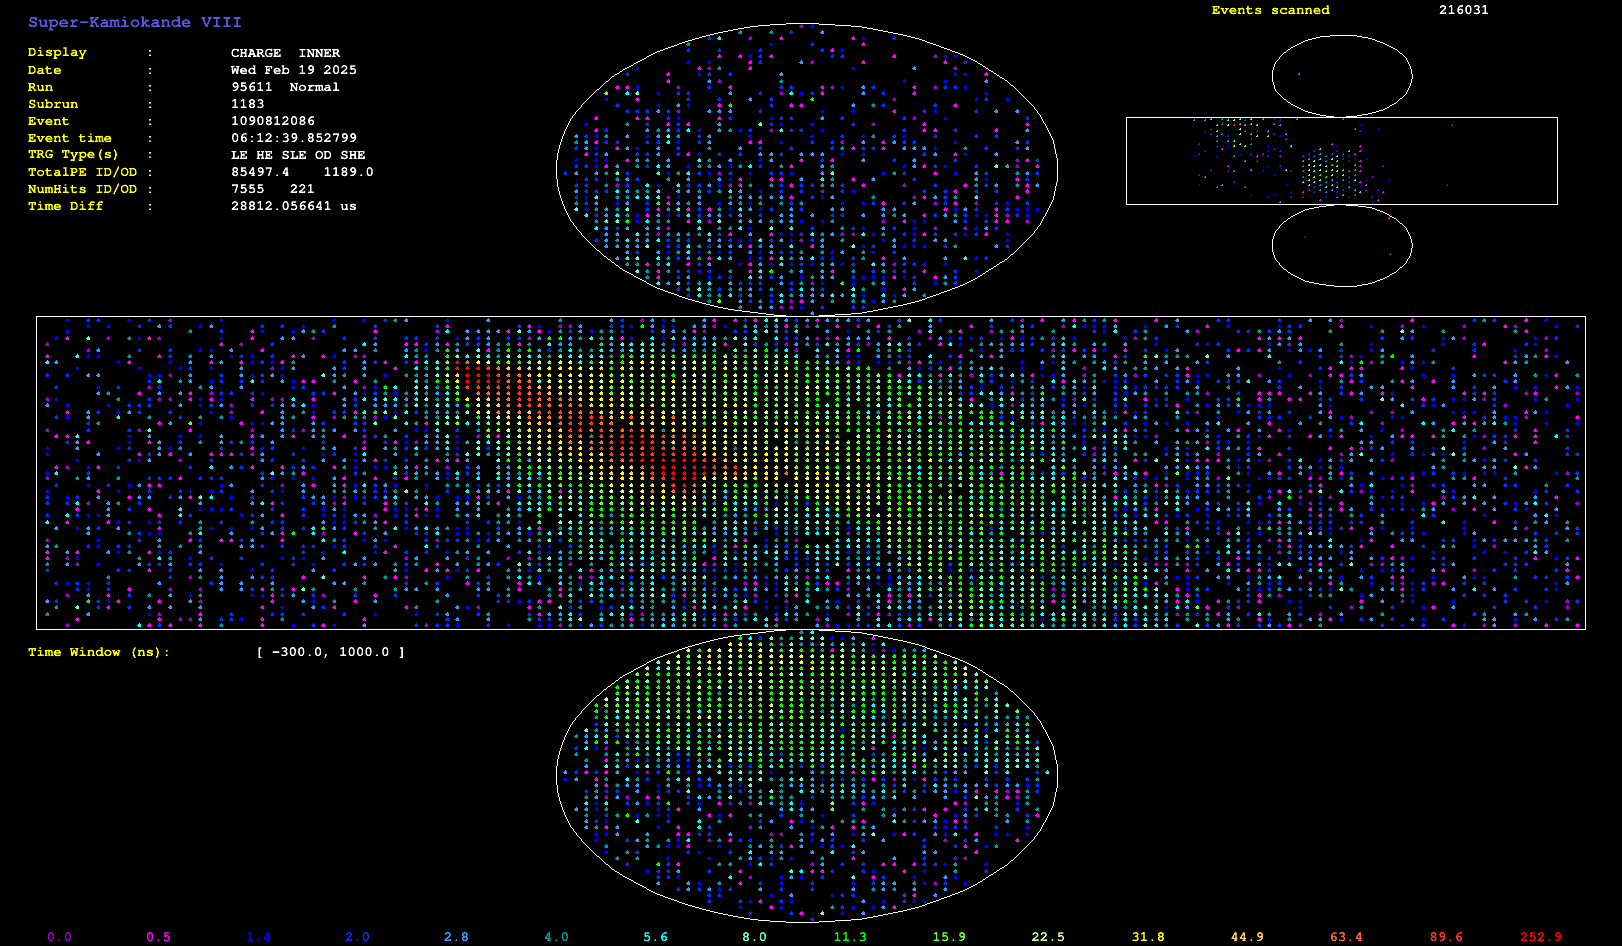 Super-Kamiokande VIII
Events scanned 216031
Display : CHARGE INNER
Date : Wed Feb 19 2025
Run : 95611 Normal
Subrun : 1183
Event : 1090812086
Event time : 06:12:39.852799
TRG Type(s) : LE HE SLE OD SHE
TotalPE ID/OD : 85497.4 1189.0
NumHits ID/OD : 7555 221
Time Diff : 28812.056641 us
Time Window (ns): [ -300.0, 1000.0 ]
0.0 0.5 1.4 2.0 2.8 4.0 5.6 8.0 11.3 15.9 22.5 31.8 44.9 63.4 89.6 252.9